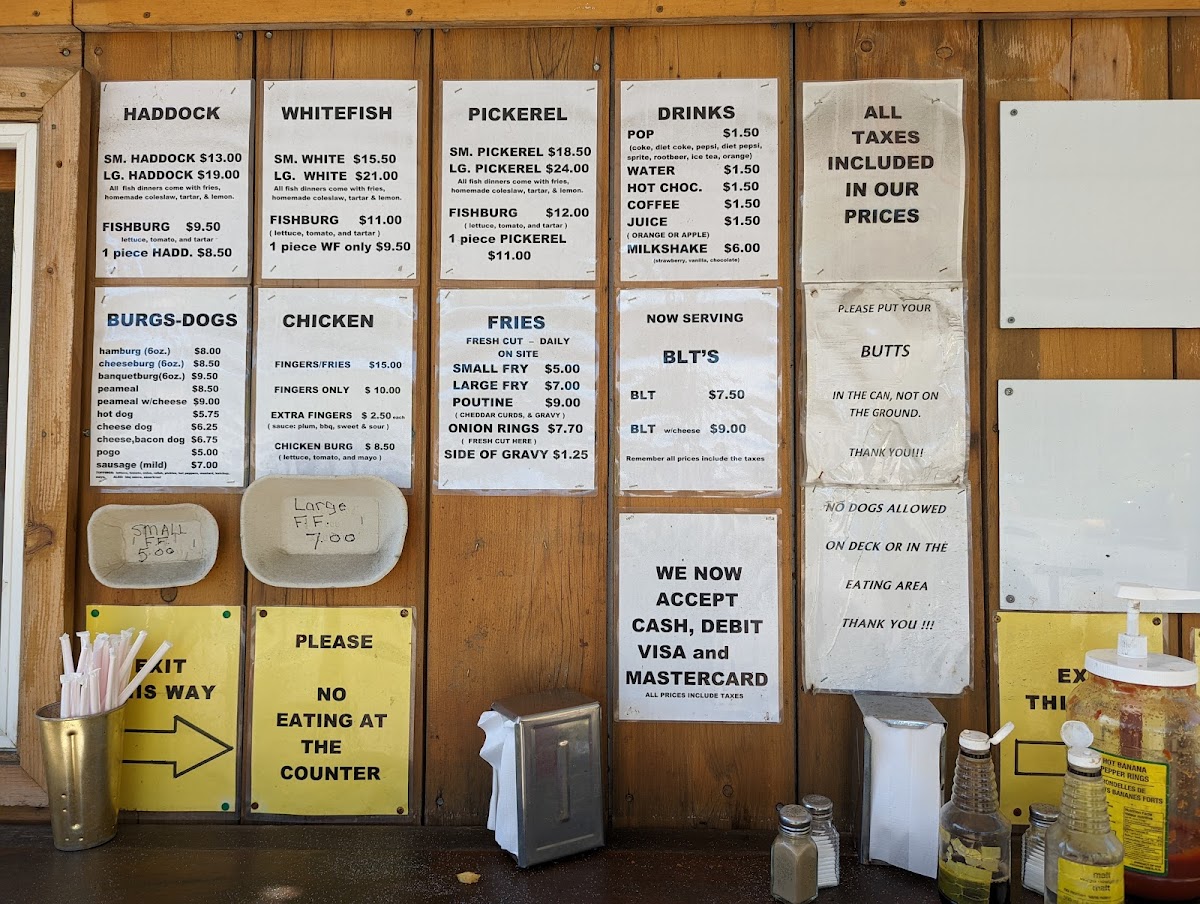 HADDOCK
SM. HADDOCK $13.00
LG. HADDOCK $19.00
All fish dinners come with fries,
homemade coleslaw, tartar, & lemon.
FISHBURG $9.50
lettuce, tomato, and tartar
1 piece HADD. $8.50
WHITEFISH
SM. WHITE $15.50
LG. WHITE $21.00
All fish dinners come with fries,
homemade coleslaw, tartar, & lemon.
FISHBURG $11.00
( lettuce, tomato, and tartar )
1 piece WF only $9.50
PICKEREL
SM. PICKEREL $18.50
LG. PICKEREL $24.00
All fish dinners come with fries,
homemade coleslaw, tartar, & lemon.
FISHBURG $12.00
( lettuce, tomato, and tartar )
1 piece PICKEREL
$11.00
DRINKS
POP $1.50
(coke, diet coke, pepsi, diet pepsi,
sprite, rootbeer, ice tea, orange)
WATER $1.50
HOT CHOC. $1.50
COFFEE $1.50
JUICE $1.50
( ORANGE OR APPLE)
MILKSHAKE $6.00
(strawberry, vanilla, chocolate)
ALL
TAXES
INCLUDED
IN OUR
PRICES
BURGS-DOGS
hamburg (6oz.) $8.00
cheeseburg (6oz.) $8.50
banquetburg(6oz.) $9.50
peameal $8.50
peameal w/cheese $9.00
hot dog $5.75
cheese dog $6.25
cheese,bacon dog $6.75
pogo $5.00
sausage (mild) $7.00
CHICKEN
FINGERS/FRIES $15.00
FINGERS ONLY $ 10.00
EXTRA FINGERS $ 2.50 each
( sauce: plum, bbq, sweet & sour )
CHICKEN BURG $ 8.50
( lettuce, tomato, and mayo )
FRIES
FRESH CUT - DAILY
ON SITE
SMALL FRY $5.00
LARGE FRY $7.00
POUTINE $9.00
( CHEDDAR CURDS, & GRAVY )
ONION RINGS $7.70
( FRESH CUT HERE )
SIDE OF GRAVY $1.25
NOW SERVING
BLT'S
BLT $7.50
BLT w/cheese $9.00
Remember all prices include the taxes
PLEASE PUT YOUR
BUTTS
IN THE CAN, NOT ON
THE GROUND.
THANK YOU!!!
SMALL
FF.
5.00
Large
FF.
7.00
WE NOW
ACCEPT
CASH, DEBIT
VISA and
MASTERCARD
ALL PRICES INCLUDE TAXES
NO DOGS ALLOWED
ON DECK OR IN THE
EATING AREA
THANK YOU !!!
EXIT
THIS WAY
PLEASE
NO
EATING AT
THE
COUNTER
EX
THI
HOT BANANA
PEPPER RINGS
malt